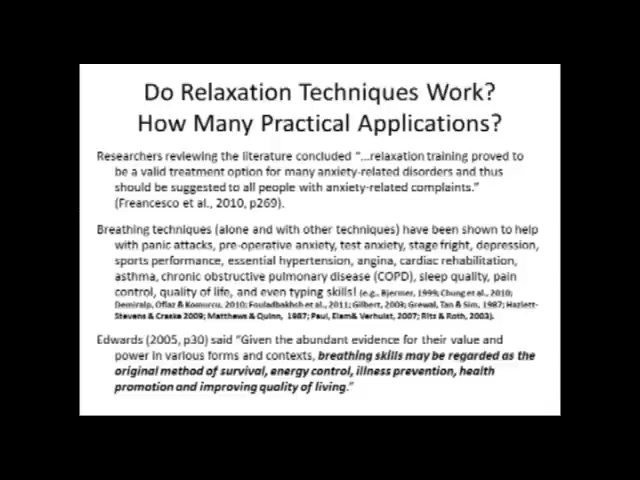 Do Relaxation Techniques Work?
How Many Practical Applications?
Researchers reviewing the literature concluded “…relaxation training proved to
be a valid treatment option for many anxiety-related disorders and thus
should be suggested to all people with anxiety-related complaints.”
(Freancesco et al., 2010, p269).
Breathing techniques (alone and with other techniques) have been shown to help
with panic attacks, pre-operative anxiety, test anxiety, stage fright, depression,
sports performance, essential hypertension, angina, cardiac rehabilitation,
asthma, chronic obstructive pulmonary disease (COPD), sleep quality, pain
control, quality of life, and even typing skills! (e.g., Bjermer, 1999; Chung et al., 2010;
Demiralp, Oflaz & Komurcu, 2010; Fouladbakhch et al., 2011; Gilbert, 2003; Grewal, Tan & Sim, 1987; Hazlett-
Stevens & Craske 2009; Matthews & Quinn, 1987; Paul, Elam & Verhulst, 2007; Ritz & Roth, 2003).
Edwards (2005, p30) said “Given the abundant evidence for their value and
power in various forms and contexts, breathing skills may be regarded as the
original method of survival, energy control, illness prevention, health
promotion and improving quality of living.”